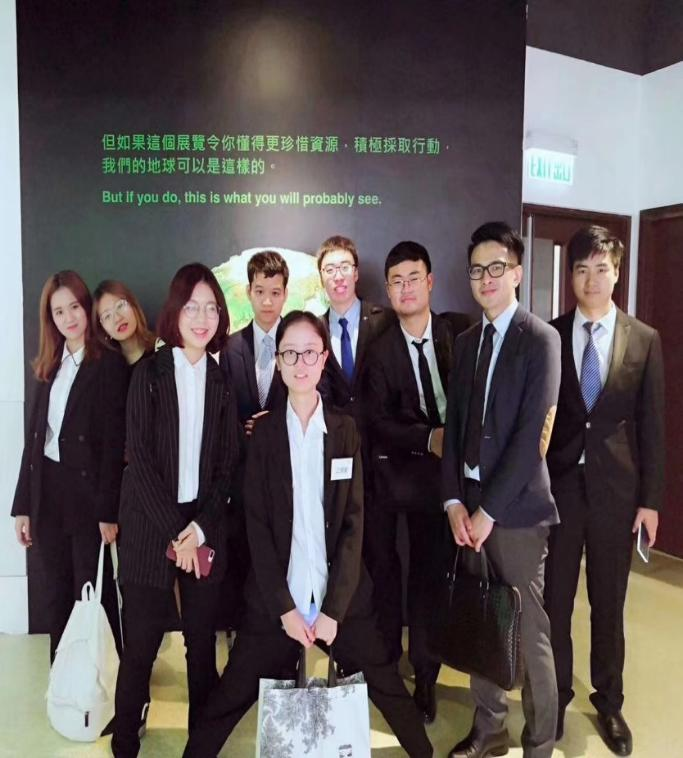 但如果這個展覽令你懂得更珍惜資源，積極採取行動，
我們的地球可以是這樣的。
But if you do, this is what you will probably see.
EXIT 出口